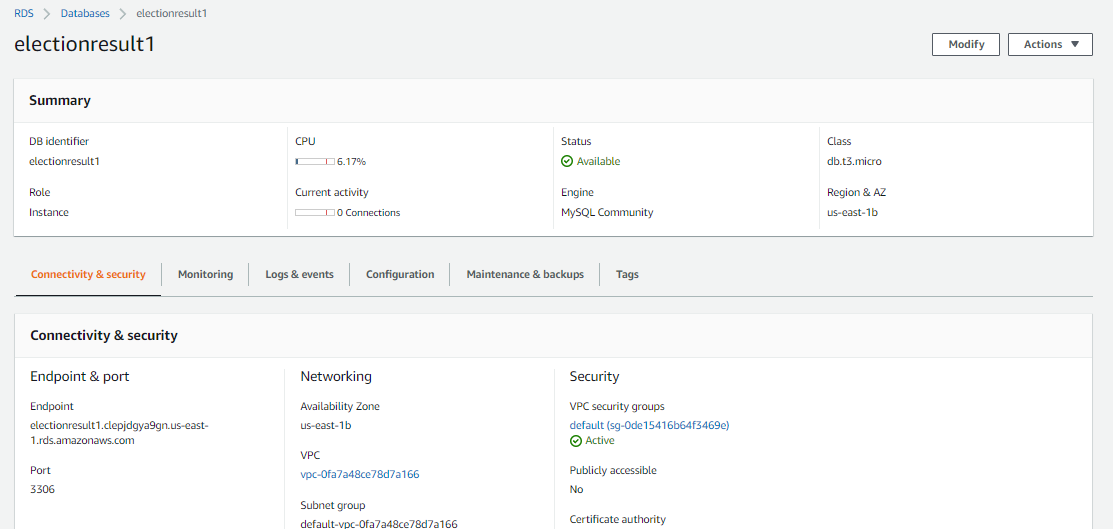 RDS > Databases > electionresult1
electionresult1
Modify
Actions ▼
Summary
DB identifier
electionresult1
CPU
6.17%
Status
Available
Class
db.t3.micro
Role
Instance
Current activity
0 Connections
Engine
MySQL Community
Region & AZ
us-east-1b
Connectivity & security
Monitoring
Logs & events
Configuration
Maintenance & backups
Tags
Connectivity & security
Endpoint & port
Endpoint
electionresult1.clepjdgya9gn.us-east-
1.rds.amazonaws.com
Port
3306
Networking
Availability Zone
us-east-1b
VPC
vpc-0fa7a48ce78d7a166
Subnet group
default-vpc-0fa7a48ce78d7a166
Security
VPC security groups
default (sg-0de15416b64f3469e)
Active
Publicly accessible
No
Certificate authority